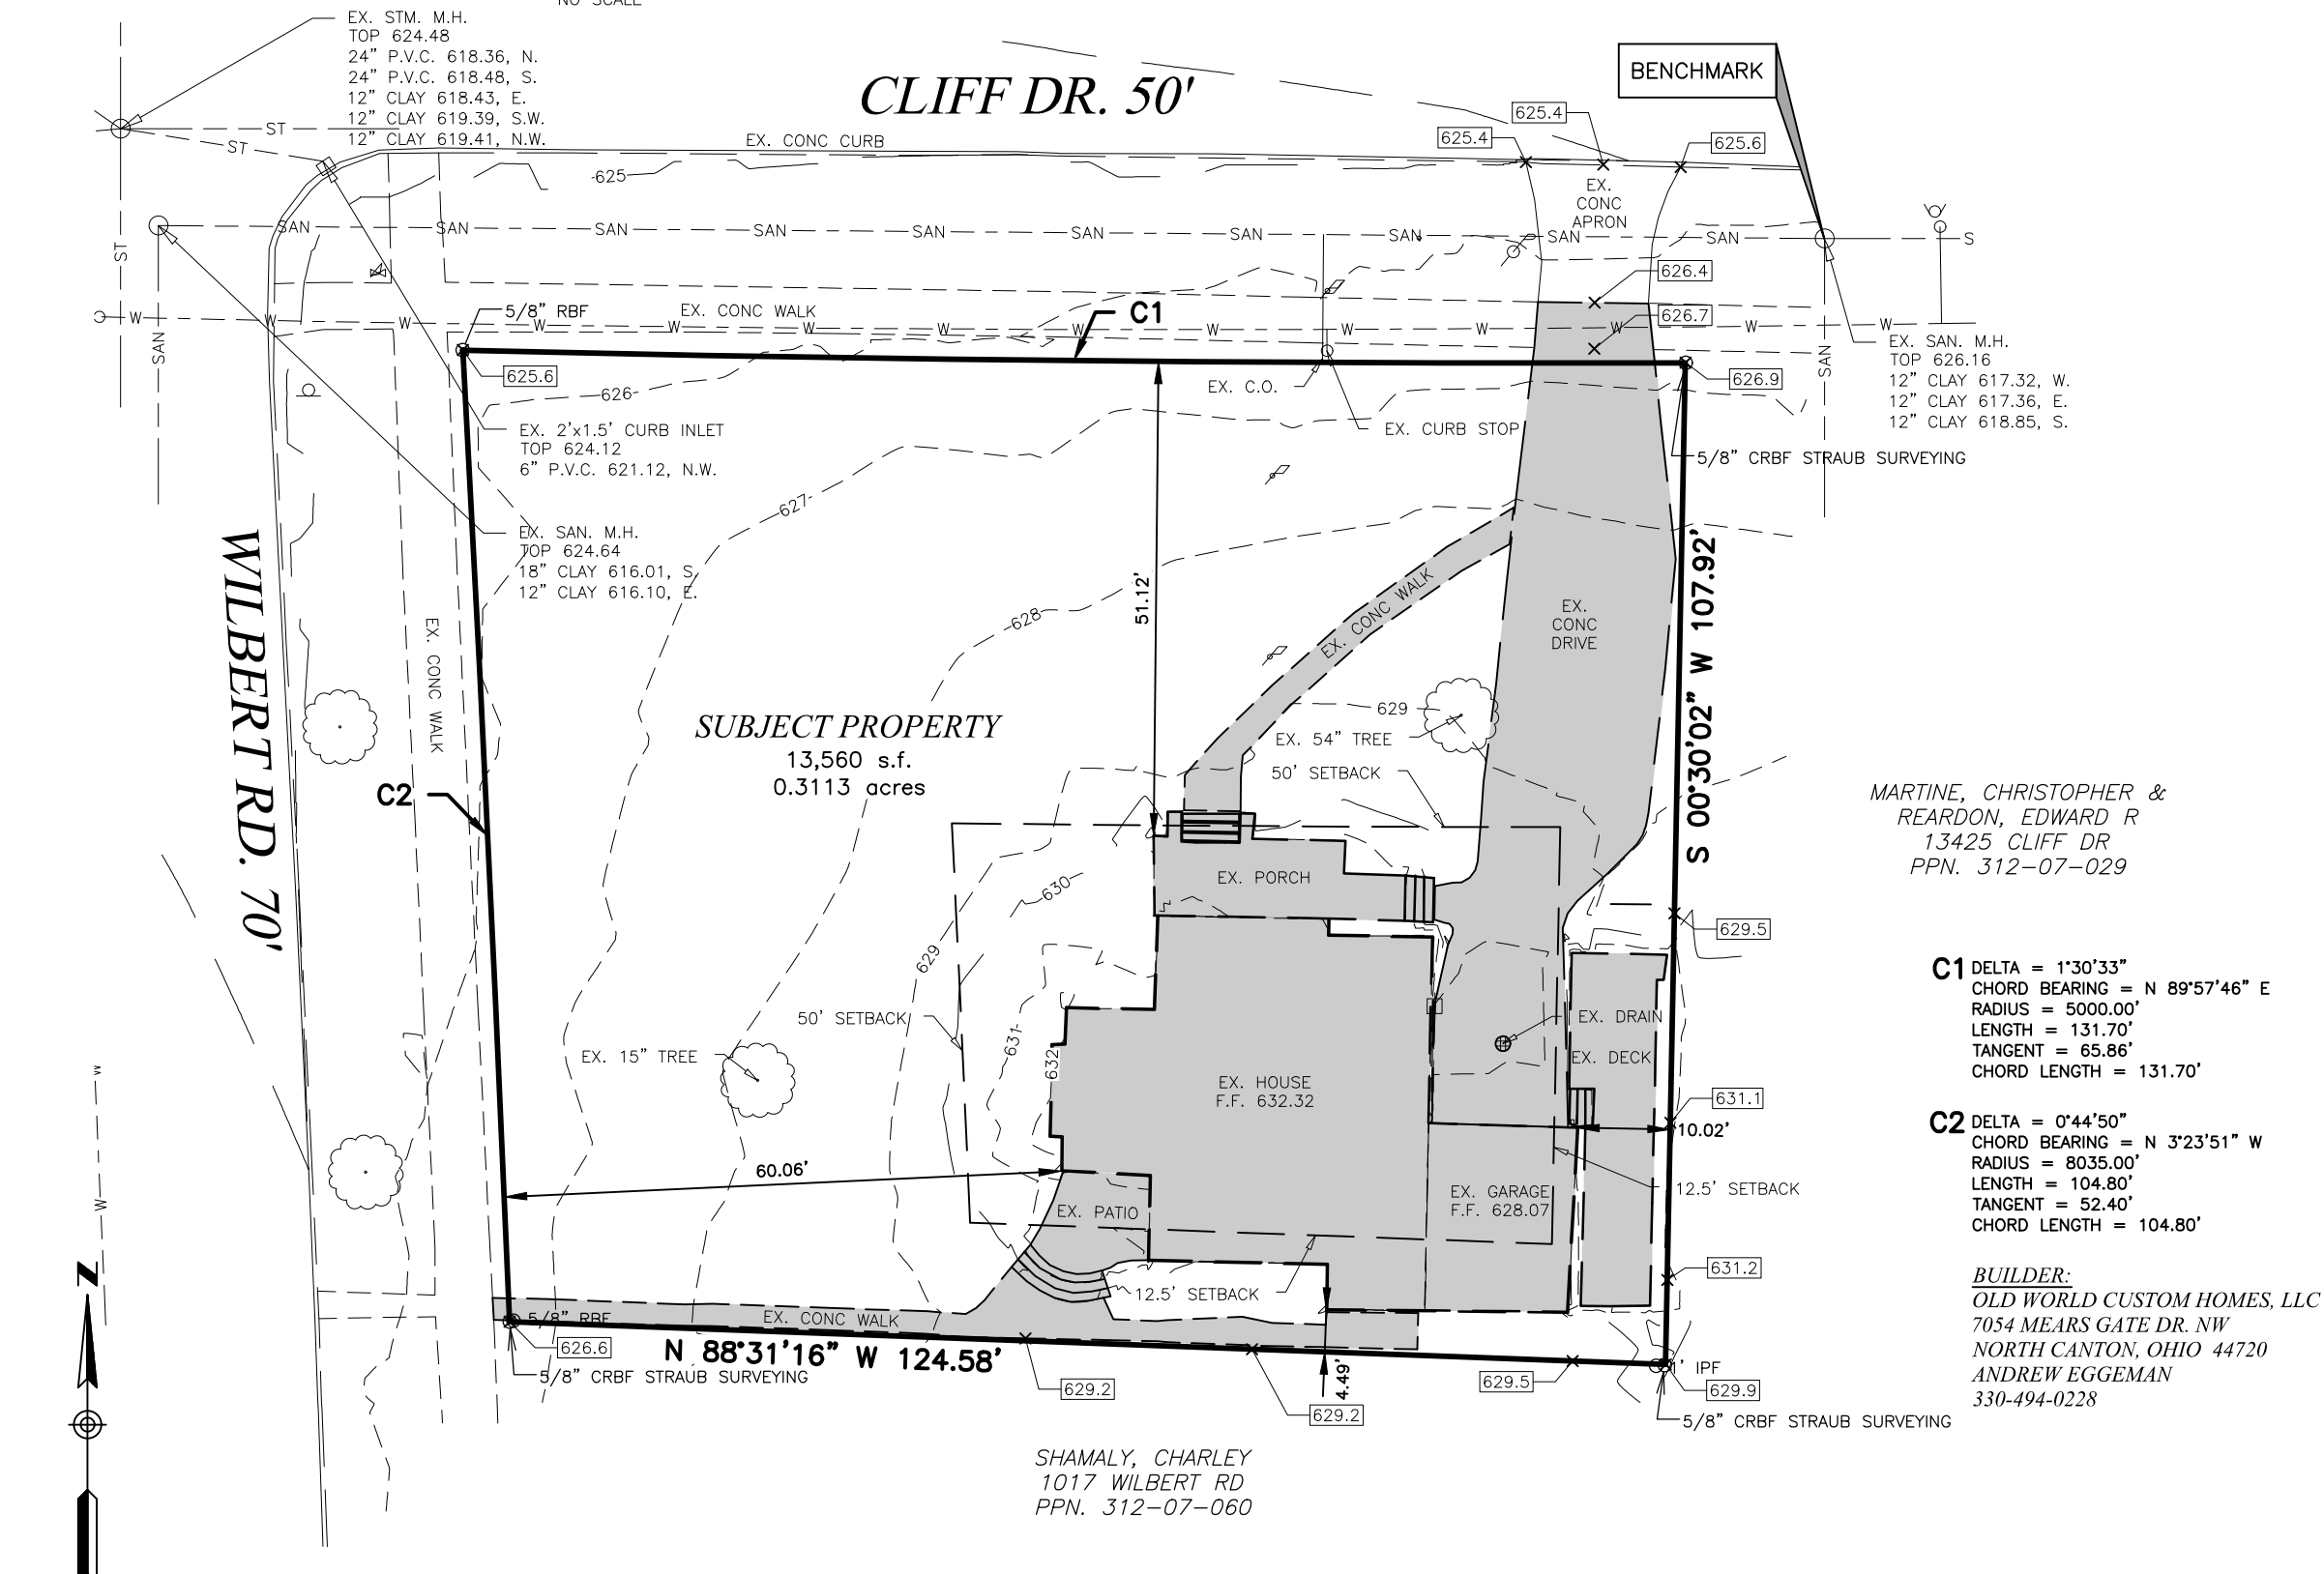 NO SCALE
EX. STM. M.H.
TOP 624.48
24" P.V.C. 618.36, N.
24" P.V.C. 618.48, S.
12" CLAY 618.43, E.
12" CLAY 619.39, S.W.
12" CLAY 619.41, N.W.
CLIFF DR. 50'
BENCHMARK
625.4
625.4
625.6
EX. CONC CURB
ST
ST
ST
625
EX.
CONC
APRON
SAN
SAN
SAN
SAN
SAN
SAN
SAN
SAN
SAN
SAN
S
SAN
SAN
626.4
626.7
W
W
W
W
W
W
W
W
W
W
W
W
W
W
5/8" RBF
EX. CONC WALK
C1
625.6
626
EX. C.O.
EX. CURB STOP
626.9
EX. SAN. M.H.
TOP 626.16
12" CLAY 617.32, W.
12" CLAY 617.36, E.
12" CLAY 618.85, S.
5/8" CRBF STRAUB SURVEYING
EX. 2'x1.5' CURB INLET
TOP 624.12
6" P.V.C. 621.12, N.W.
EX. SAN. M.H.
TOP 624.64
18" CLAY 616.01, S.
12" CLAY 616.10, E.
627
628
51.12'
EX. CONC WALK
EX.
CONC
DRIVE
S 00°30'02" W 107.92'
WILBERT RD. 70'
EX. CONC WALK
C2
SUBJECT PROPERTY
13,560 s.f.
0.3113 acres
629
EX. 54" TREE
50' SETBACK
MARTINE, CHRISTOPHER &
REARDON, EDWARD R
13425 CLIFF DR
PPN. 312-07-029
630
EX. PORCH
629
629.5
50' SETBACK
631
632
EX. 15" TREE
EX. HOUSE
F.F. 632.32
EX. DRAIN
EX. DECK
631.1
10.02'
60.06'
EX. PATIO
EX. GARAGE
F.F. 628.07
12.5' SETBACK
12.5' SETBACK
631.2
C1 DELTA = 1°30'33"
CHORD BEARING = N 89°57'46" E
RADIUS = 5000.00'
LENGTH = 131.70'
TANGENT = 65.86'
CHORD LENGTH = 131.70'
C2 DELTA = 0°44'50"
CHORD BEARING = N 3°23'51" W
RADIUS = 8035.00'
LENGTH = 104.80'
TANGENT = 52.40'
CHORD LENGTH = 104.80'
BUILDER:
OLD WORLD CUSTOM HOMES, LLC
7054 MEARS GATE DR. NW
NORTH CANTON, OHIO 44720
ANDREW EGGEMAN
330-494-0228
W
W
N
5/8" RBF
EX. CONC WALK
626.6
5/8" CRBF STRAUB SURVEYING
N 88°31'16" W 124.58'
629.2
629.2
4.49'
629.5
1' IPF
629.9
5/8" CRBF STRAUB SURVEYING
SHAMALY, CHARLEY
1017 WILBERT RD
PPN. 312-07-060